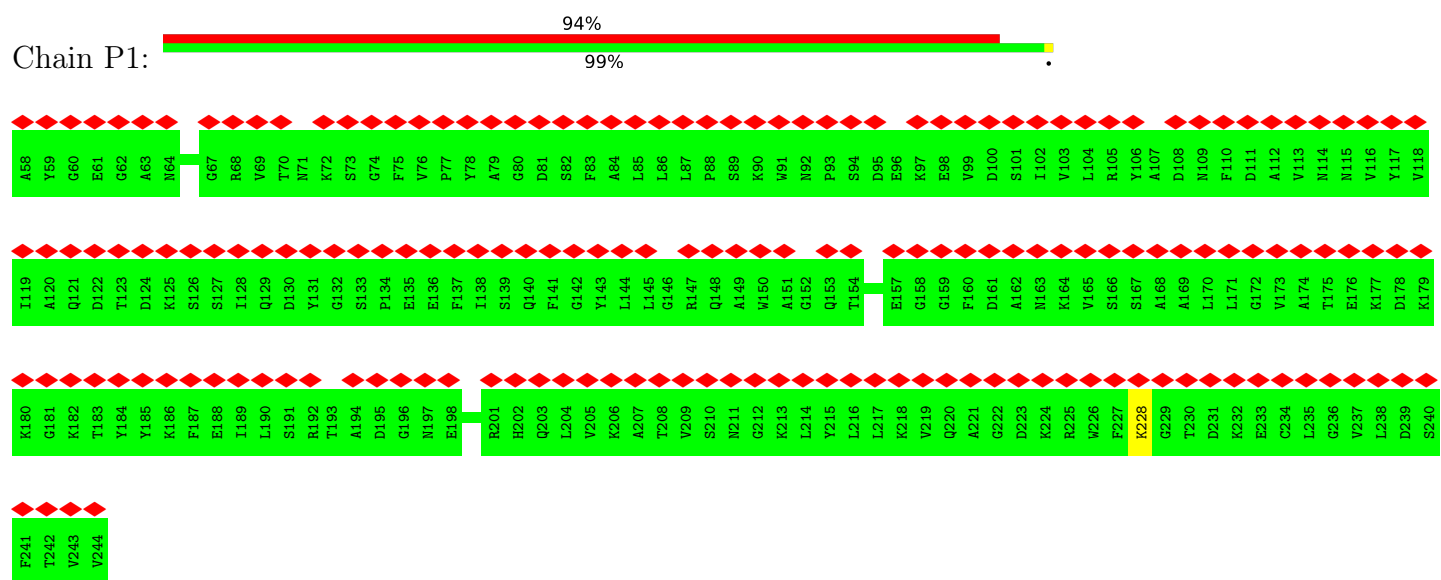 94%
Chain P1:
99%
.
A58 Y59 G60 E61 G62 A63 N64 G67 R68 V69 T70 N71 K72 S73 G74 F75 V76 P77 Y78 A79 G80 D81 S82 F83 A84 L85 L86 L87 P88 S89 K90 W91 N92 P93 S94 D95 E96 K97 E98 V99 D100 S101 I102 V103 L104 R105 Y106 A107 D108 N109 F110 D111 A112 V113 N114 N115 V116 Y117 V118
I119 A120 Q121 D122 T123 D124 K125 S126 S127 I128 Q129 D130 Y131 G132 S133 P134 E135 E136 F137 I138 S139 Q140 F141 G142 Y143 L144 L145 G146 R147 Q148 A149 W150 A151 G152 Q153 T154 E157 G158 G159 F160 D161 A162 N163 K164 V165 S166 S167 A168 A169 L170 L171 G172 V173 A174 T175 E176 K177 D178 K179
K180 G181 K182 T183 Y184 Y185 K186 F187 E188 I189 L190 S191 R192 T193 A194 D195 G196 N197 E198 R201 H202 Q203 L204 V205 K206 A207 T208 V209 S210 N211 G212 K213 L214 Y215 L216 L217 K218 V219 Q220 A221 G222 D223 K224 R225 W226 F227 K228 G229 T230 D231 K232 E233 C234 L235 G236 V237 L238 D239 S240
F241 T242 V243 V244